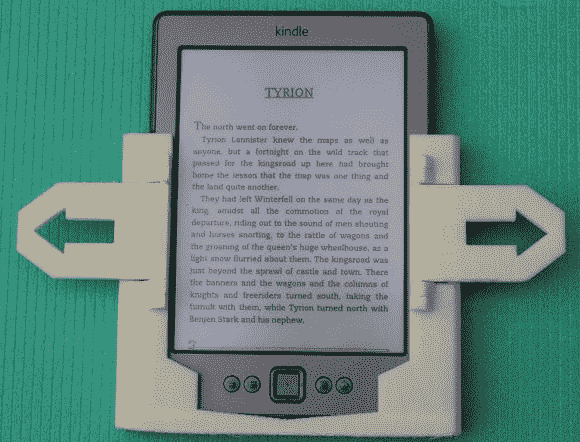 kindle
TYRION
The north went on forever.
Tyrion Lannister knew the maps as well as
anyone, but a fortnight on the wild track that
passed for the kingsroad up here had brought
home the lesson that the map was one thing and
the land quite another.
They had left Winterfell on the same day as the
king, amidst all the commotion of the royal
departure, riding out to the sound of men shouting
and horses snorting, to the rattle of wagons and
the groaning of the queen's huge wheelhouse, as a
light snow flurried about them. The kingsroad was
just beyond the sprawl of castle and town. There
the banners and the wagons and the columns of
knights and freeriders turned south, taking the
tumult with them, while Tyrion turned north with
Benjen Stark and his nephew.